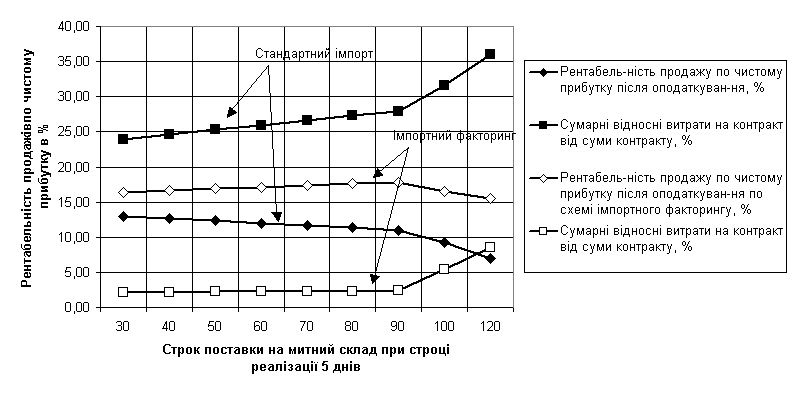 Рентабельність продажівпо чистому
прибутку в %
40,00
35,00
30,00
25,00
20,00
15,00
10,00
5,00
0,00
Стандартний імпорт
Імпортний факторинг
30 40 50 60 70 80 90 100 120
Строк поставки на митний склад при строці
реалізації 5 днів
Рентабель-ність продажу по чистому
прибутку після оподаткуван-ня, %
Сумарні відносні витрати на контракт
від суми контракту, %
Рентабель-ність продажу по чистому
прибутку після оподаткуван-ня по
схемі імпортного факторингу, %
Сумарні відносні витрати на контракт
від суми контракту, %